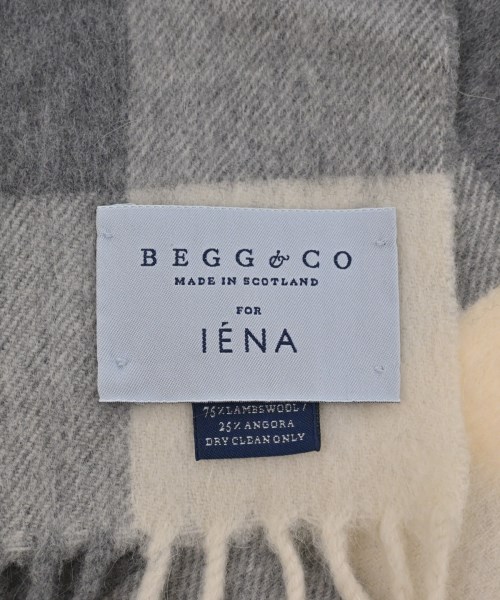 BEGG & CO
MADE IN SCOTLAND
FOR
IÉNA
75% LAMBSWOOL /
25% ANGORA
DRY CLEAN ONLY